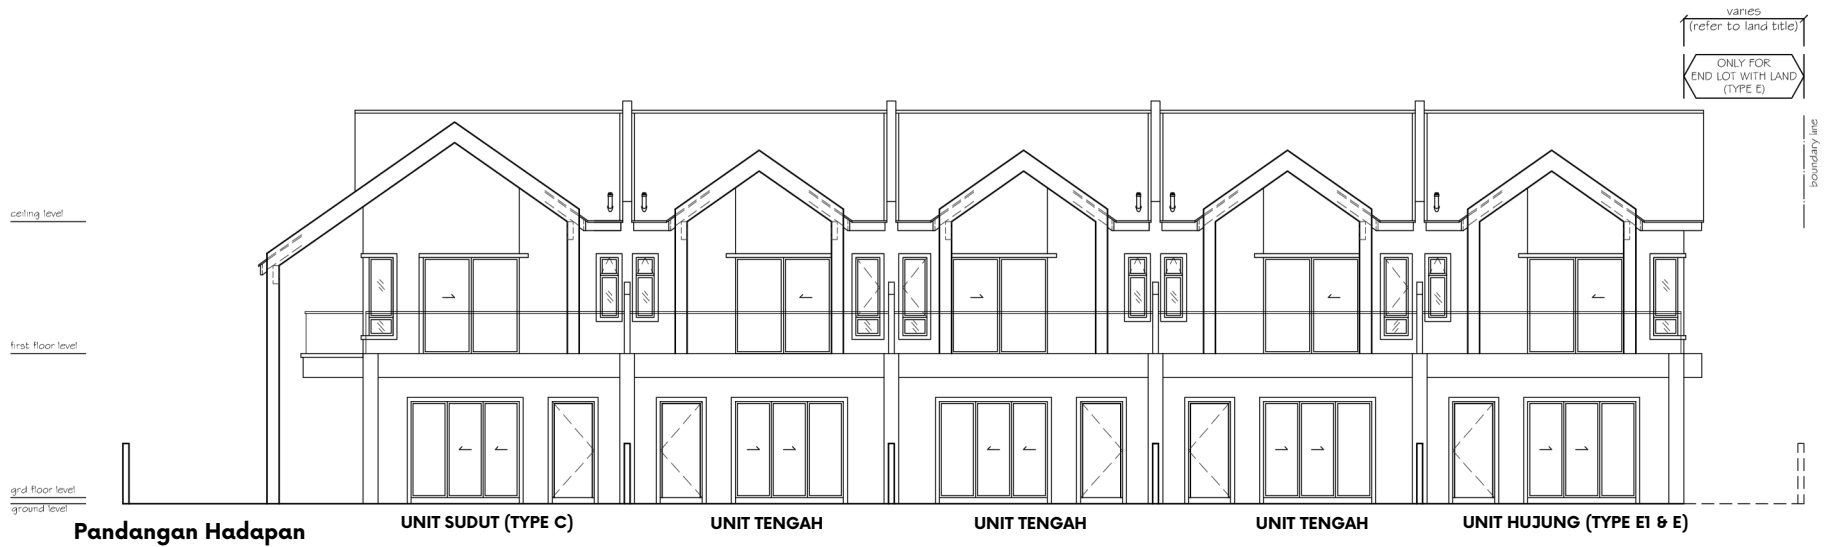 varies
(refer to land title)
ONLY FOR
END LOT WITH LAND
(TYPE E)
boundary line
ceiling level
first floor level
grd floor level
ground level
Pandangan Hadapan
UNIT SUDUT (TYPE C)
UNIT TENGAH
UNIT TENGAH
UNIT TENGAH
UNIT HUJUNG (TYPE E1 & E)